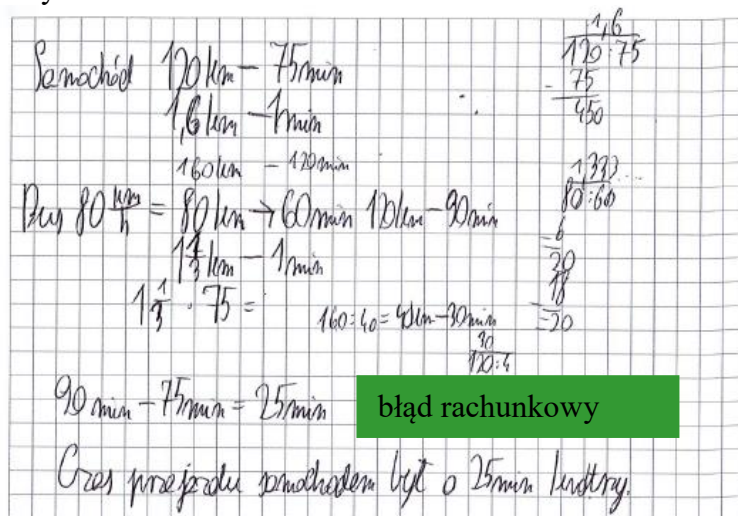 Samochód 120 km – 75 min
1,6 km – 1 min
160 km – 120 min
Bus 80 km/h = 80 km → 60 min 120 km – 90 min
1 1/3 km – 1 min
1 1/3 · 75 =
160 : 40 = 40 km – 30 min
30
120 : 4
90 min – 75 min = 25 min
błąd rachunkowy
Czas przejazdu samochodem był o 25 min krótszy.
1,6
120 : 75
- 75
450
1,333...
80 : 60
- 6
20
18
- 20